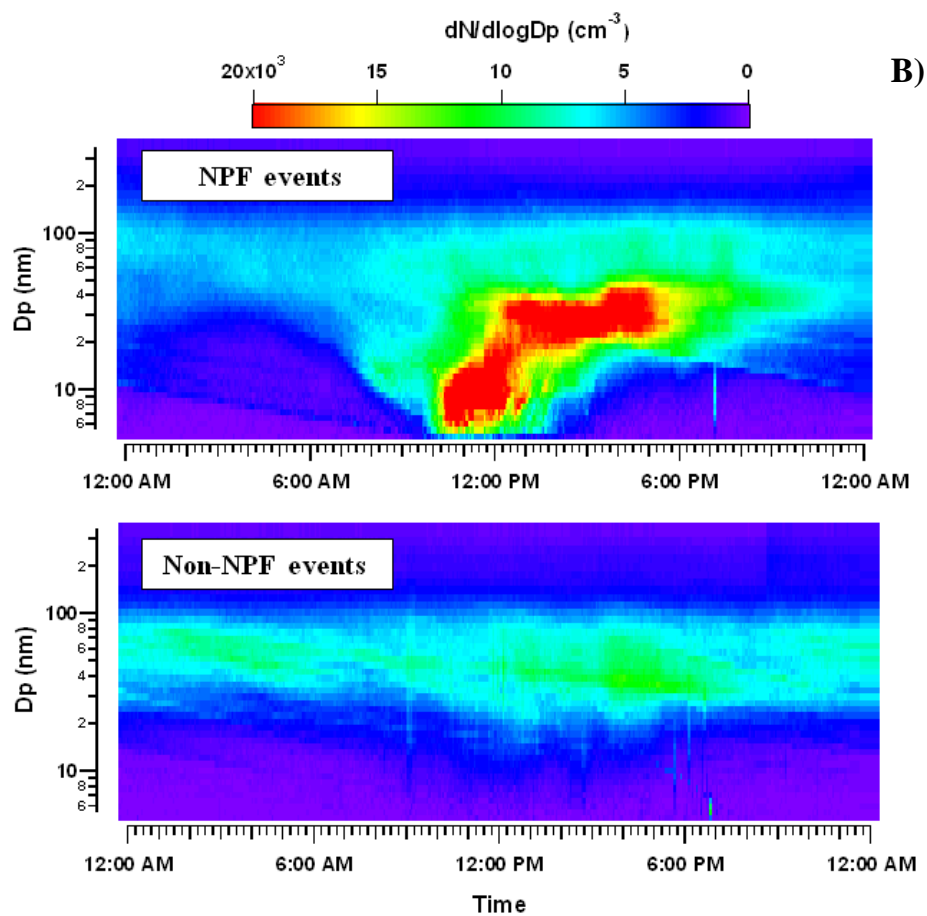 dN/dlogDp (cm-3)
20x103 15 10 5 0
B)
NPF events
Dp (nm)
2
100
8
6
4
2
10
8
6
12:00 AM 6:00 AM 12:00 PM 6:00 PM 12:00 AM
Non-NPF events
Dp (nm)
2
100
8
6
4
2
10
8
6
12:00 AM 6:00 AM 12:00 PM 6:00 PM 12:00 AM
Time